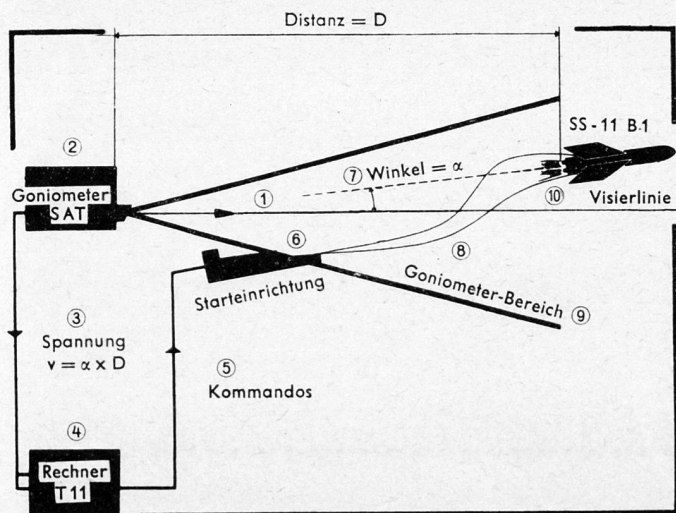 Distanz = D
SS-11 B.1
②
⑦ Winkel = α
Goniometer
SAT
①
⑩
Visierlinie
⑥
⑧
Starteinrichtung
Goniometer-Bereich ⑨
③
Spannung
v = α x D
⑤
Kommandos
④
Rechner
T 11